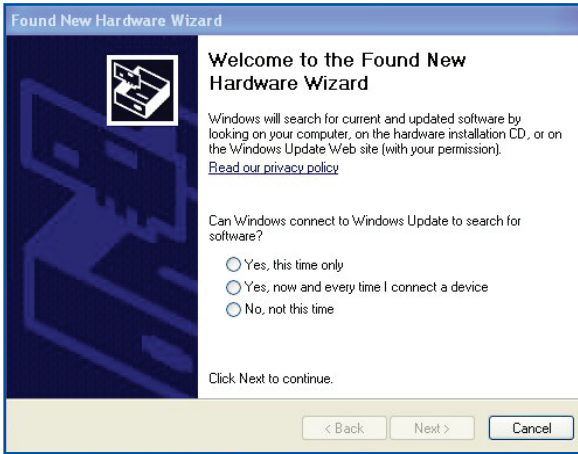 Found New Hardware Wizard
Welcome to the Found New
Hardware Wizard
Windows will search for current and updated software by
looking on your computer, on the hardware installation CD, or on
the Windows Update Web site (with your permission).
Read our privacy policy
Can Windows connect to Windows Update to search for
software?
Yes, this time only
Yes, now and every time I connect a device
No, not this time
Click Next to continue.
< Back Next > Cancel